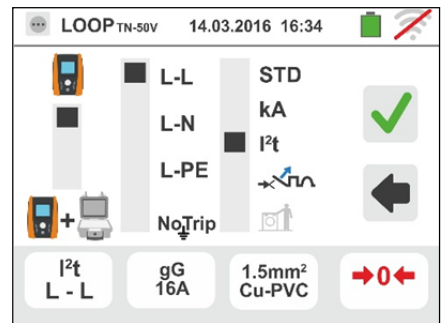 LOOP TN-50V 14.03.2016 16:34
L-L STD
L-N kA
I²t
L-PE
NoTrip
I²t gG 1.5mm² →0←
L - L 16A Cu-PVC